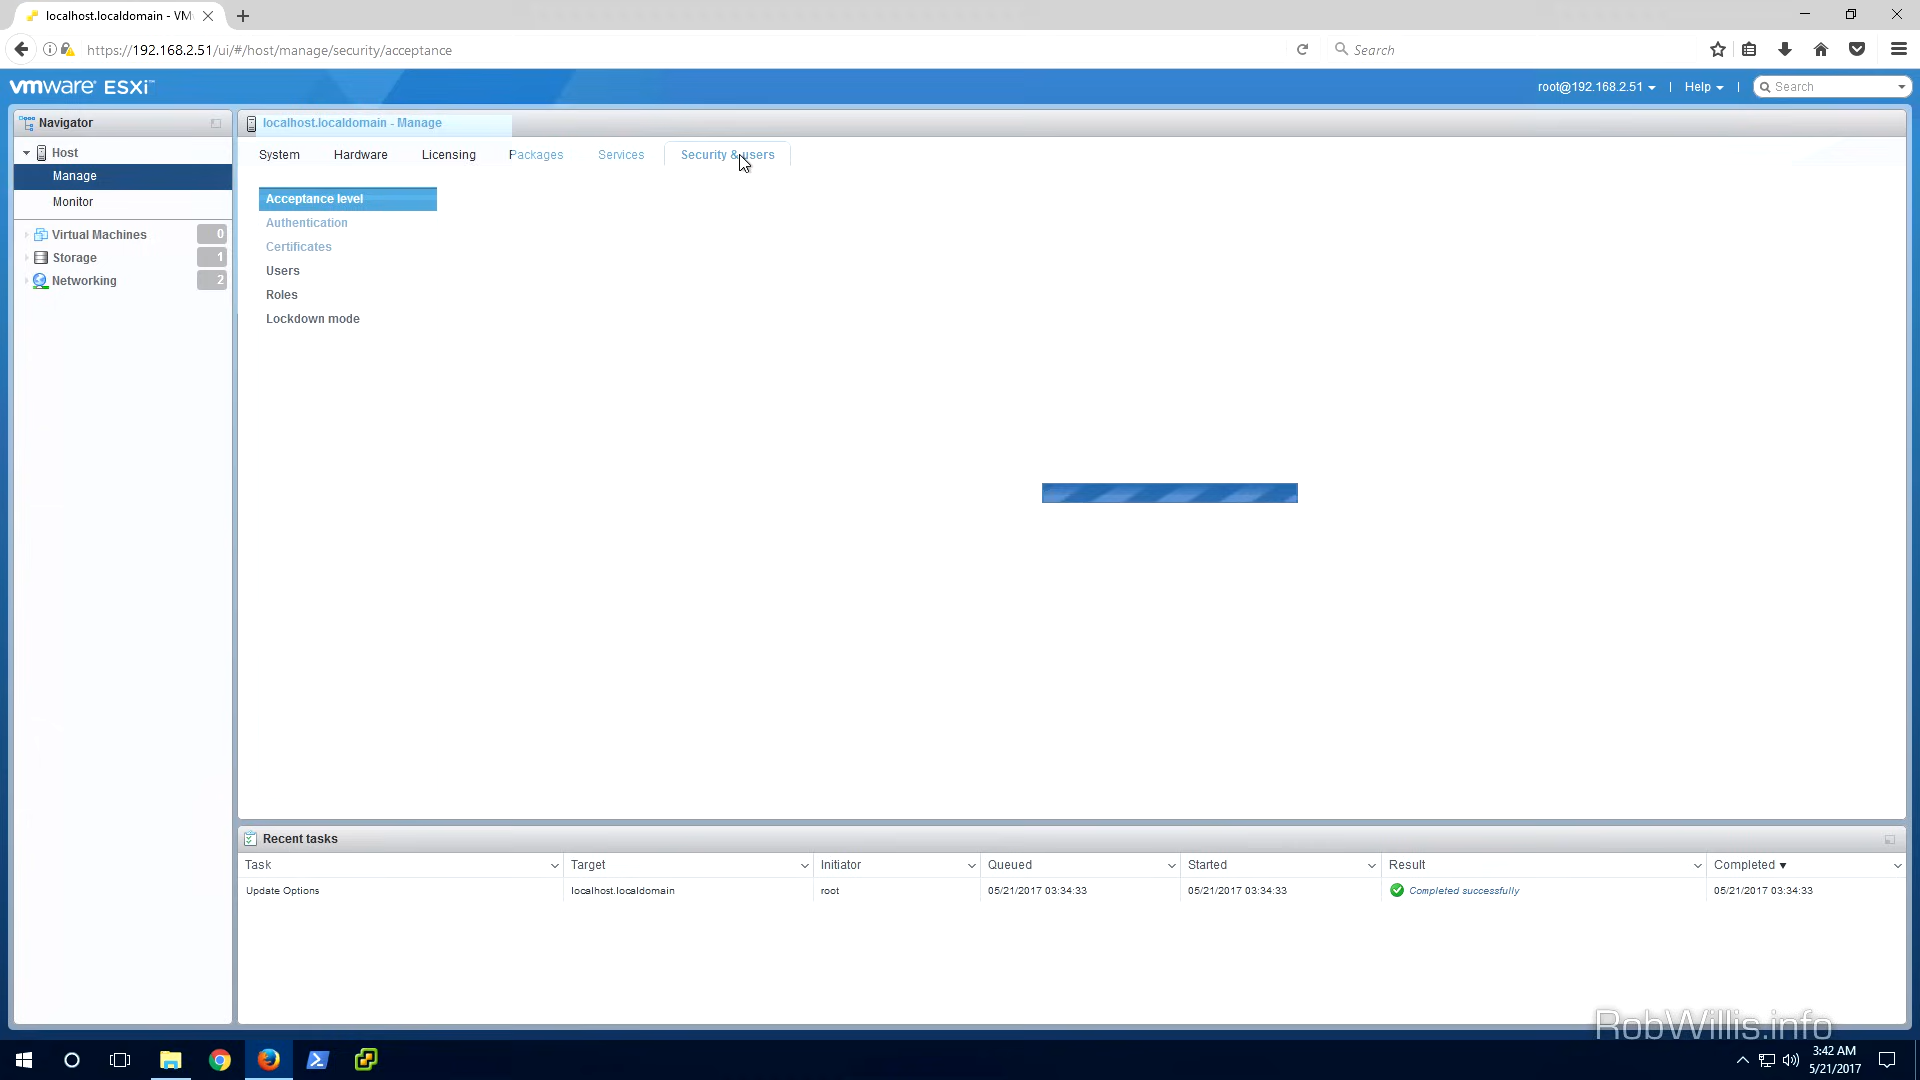 localhost.localdomain - VM
https://192.168.2.51/ui/#/host/manage/security/acceptance
Search
vmware ESXi™
root@192.168.2.51
Help
Search
Navigator
localhost.localdomain - Manage
Host
Manage
Monitor
Virtual Machines 0
Storage 1
Networking 2
System Hardware Licensing Packages Services Security & users
Acceptance level
Authentication
Certificates
Users
Roles
Lockdown mode
Recent tasks
Task Target Initiator Queued Started Result Completed
Update Options localhost.localdomain root 05/21/2017 03:34:33 05/21/2017 03:34:33 Completed successfully 05/21/2017 03:34:33
RobWillis.info
3:42 AM
5/21/2017